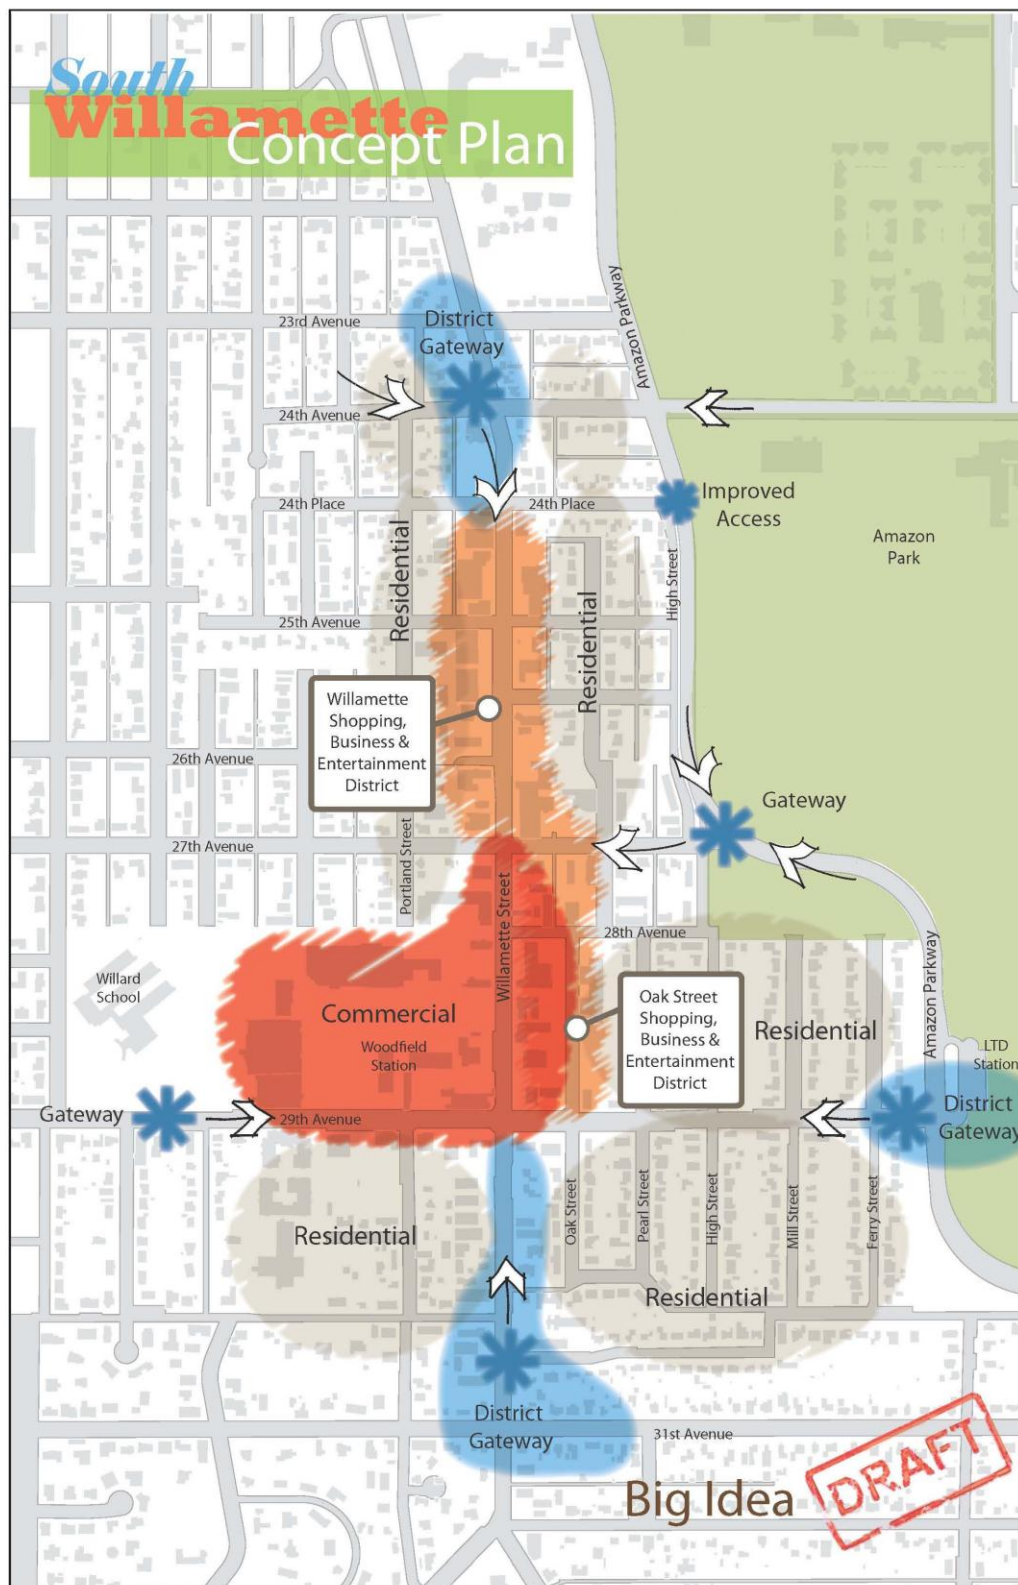 South
Willamette
Concept Plan
23rd Avenue
District
Gateway
Amazon Parkway
24th Avenue
24th Place
24th Place
Improved
Access
Amazon
Park
Residential
Residential
High Street
25th Avenue
Willamette
Shopping,
Business &
Entertainment
District
26th Avenue
Gateway
27th Avenue
Portland Street
Willamette Street
28th Avenue
Amazon Parkway
Willard
School
Commercial
Woodfield
Station
Oak Street
Shopping,
Business &
Entertainment
District
Residential
LTD
Station
Gateway
29th Avenue
District
Gateway
Residential
Oak Street
Pearl Street
High Street
Mill Street
Ferry Street
Residential
District
Gateway
31st Avenue
Big Idea
DRAFT